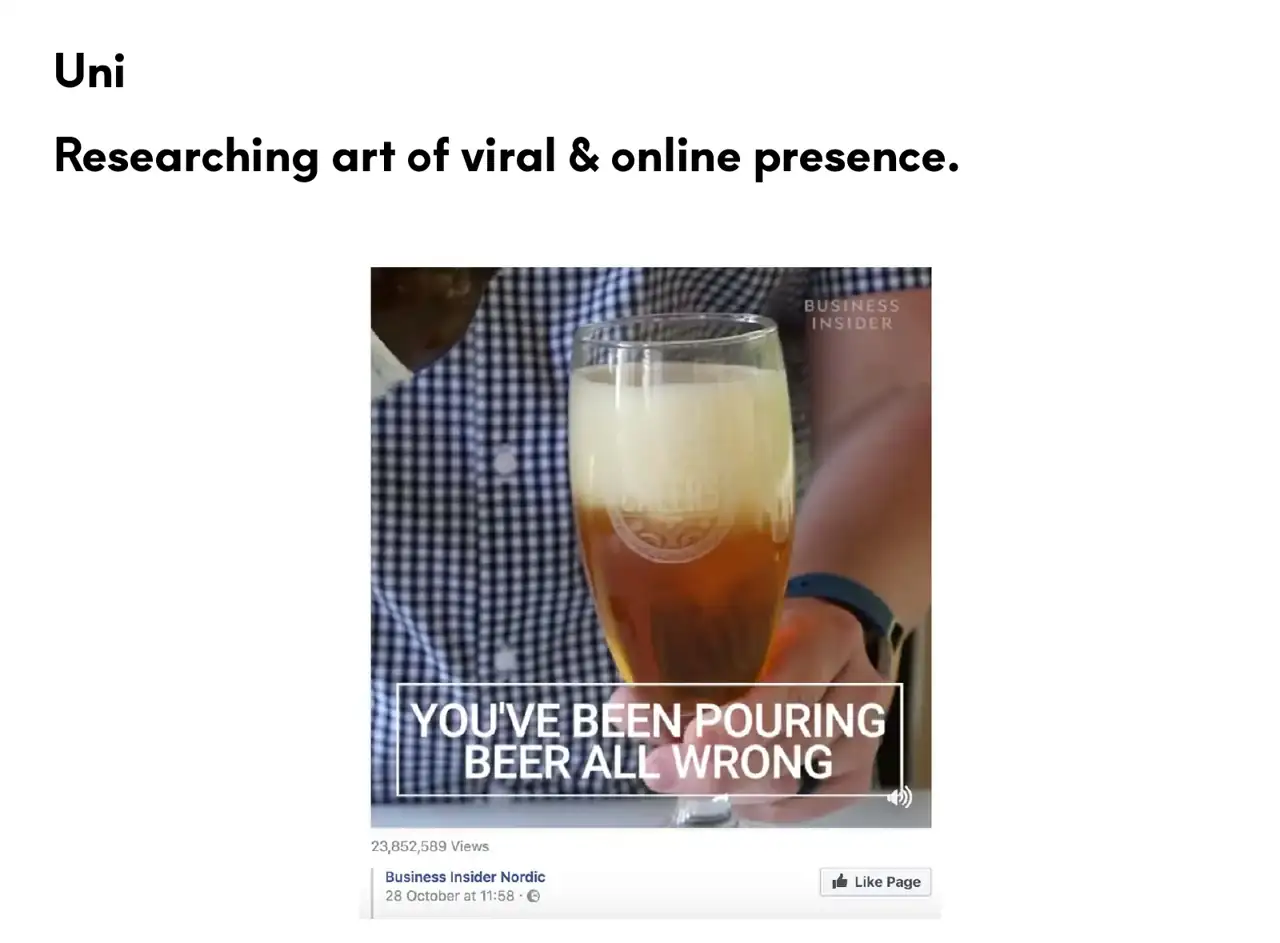 Uni
Researching art of viral & online presence.
BUSINESS
INSIDER
YOU'VE BEEN POURING
BEER ALL WRONG
23,852,589 Views
Business Insider Nordic
28 October at 11:58 ·
Like Page